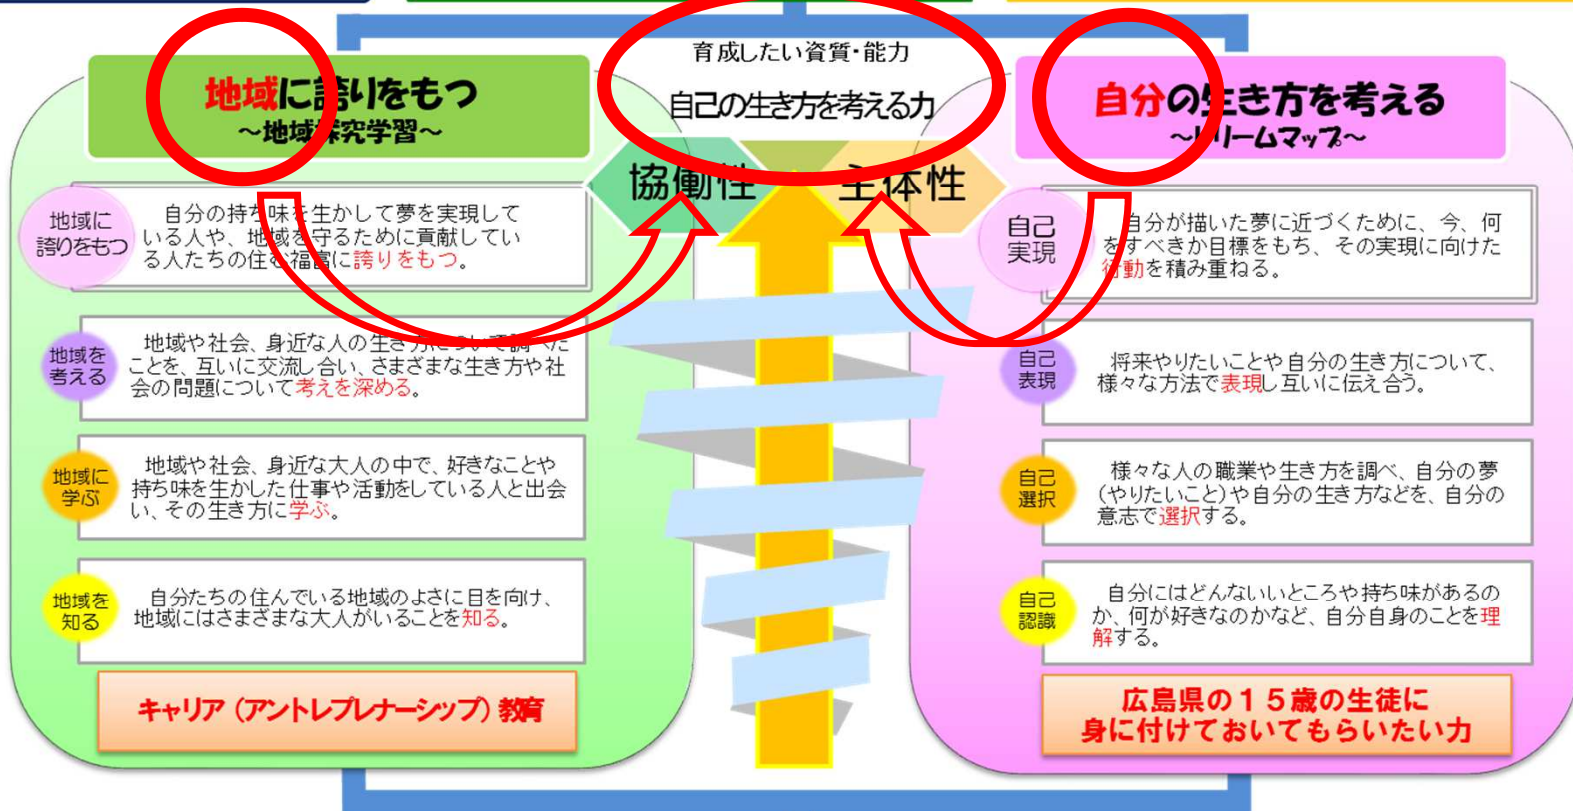 育成したい資質・能力
自己の生き方を考える力
協働性
主体性
地域に誇りをもつ
～地域探究学習～
地域に
誇りをもつ
自分の持ち味を生かして夢を実現して
いる人や、地域を守るために貢献してい
る人たちの住む福富に誇りをもつ。
地域を
考える
地域や社会、身近な人の生き方について調べた
ことを、互いに交流し合い、さまざまな生き方や社
会の問題について考えを深める。
地域に
学ぶ
地域や社会、身近な大人の中で、好きなことや
持ち味を生かした仕事や活動をしている人と出会
い、その生き方に学ぶ。
地域を
知る
自分たちの住んでいる地域のよさに目を向け、
地域にはさまざまな大人がいることを知る。
キャリア（アントレプレナーシップ）教育
自分の生き方を考える
～ドリームマップ～
自己
実現
自分が描いた夢に近づくために、今、何
をすべきか目標をもち、その実現に向けた
行動を積み重ねる。
自己
表現
将来やりたいことや自分の生き方について、
様々な方法で表現し互いに伝え合う。
自己
選択
様々な人の職業や生き方を調べ、自分の夢
（やりたいこと）や自分の生き方などを、自分の
意志で選択する。
自己
認識
自分にはどんないいところや持ち味があるの
か、何が好きなのかなど、自分自身のことを理
解する。
広島県の１５歳の生徒に
身に付けておいてもらいたい力